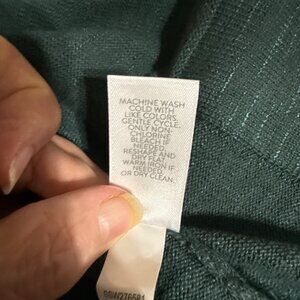 MACHINE WASH
COLD WITH
LIKE COLORS,
GENTLE CYCLE.
ONLY NON-
CHLORINE
BLEACH IF
NEEDED.
RESHAPE AND
DRY FLAT.
WARM IRON IF
NEEDED.
OR DRY CLEAN.